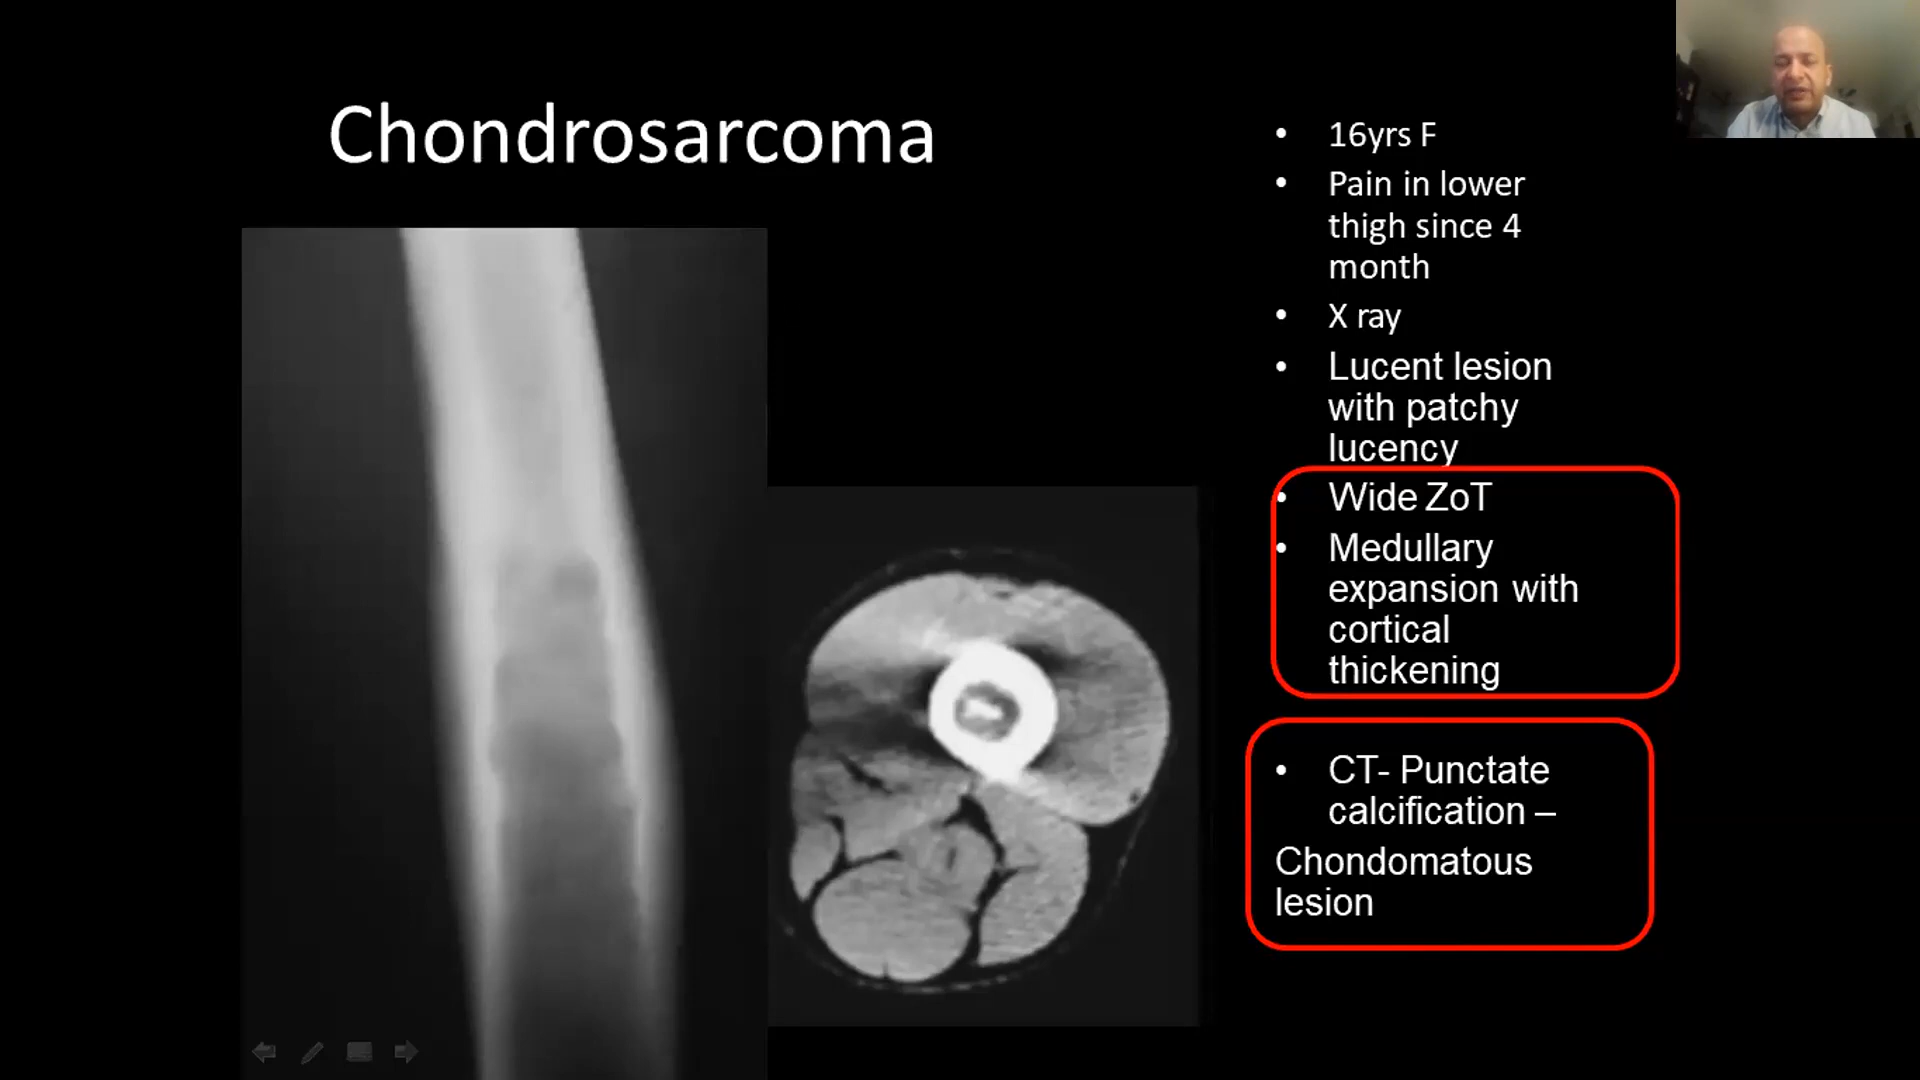 Chondrosarcoma
• 16yrs F
• Pain in lower
thigh since 4
month
• X ray
• Lucent lesion
with patchy
lucency
• Wide ZoT
• Medullary
expansion with
cortical
thickening
• CT- Punctate
calcification –
Chondomatous
lesion